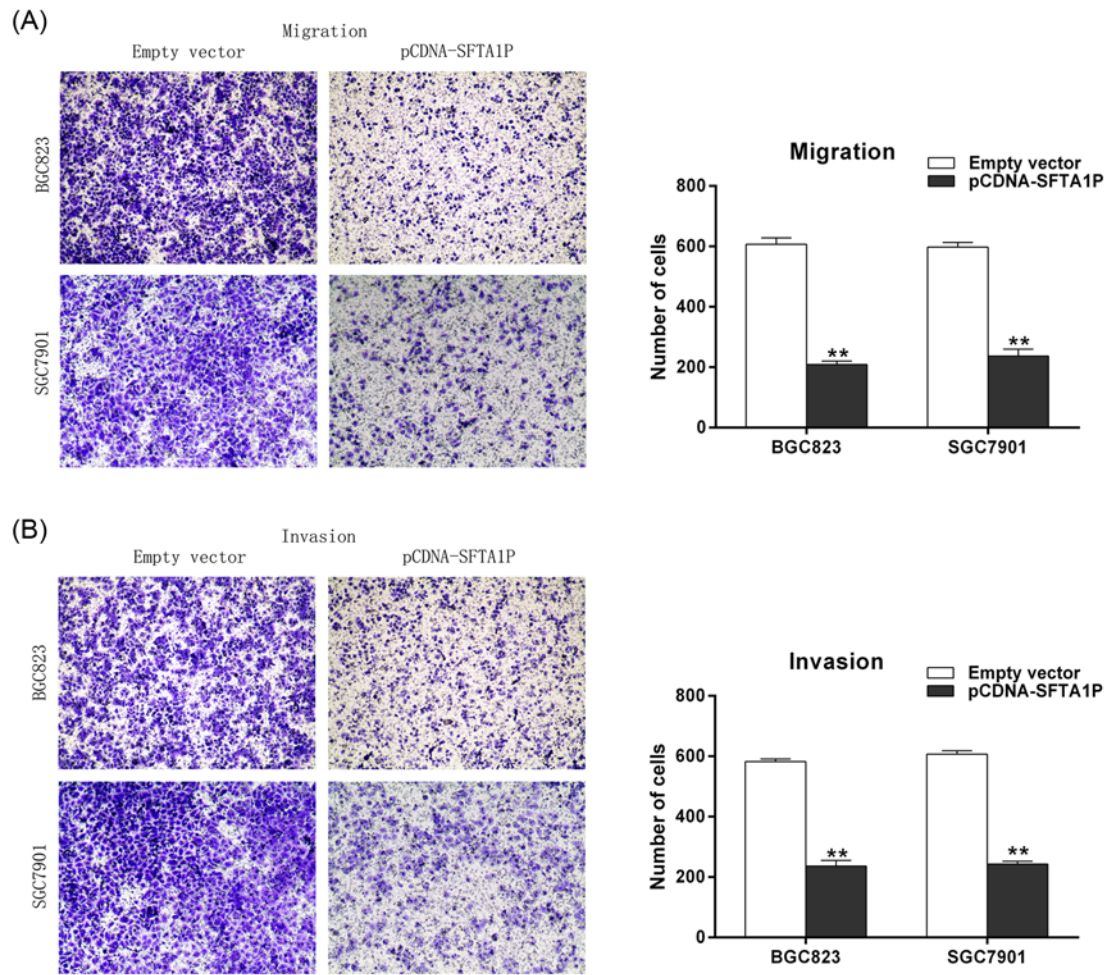 (A)
Migration
Empty vector pCDNA-SFTA1P
BGC823
SGC7901
Migration
Empty vector
pCDNA-SFTA1P
Number of cells
800
600
400
200
0
**
**
BGC823 SGC7901
(B)
Invasion
Empty vector pCDNA-SFTA1P
BGC823
SGC7901
Invasion
Empty vector
pCDNA-SFTA1P
Number of cells
800
600
400
200
0
**
**
BGC823 SGC7901